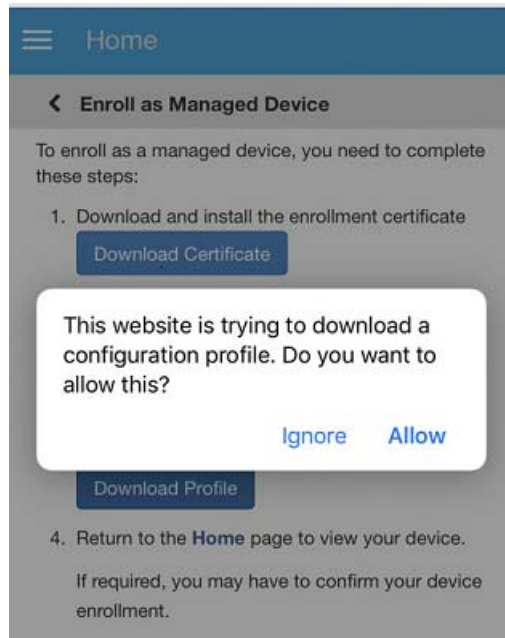 Home
Enroll as Managed Device
To enroll as a managed device, you need to complete
these steps:
1. Download and install the enrollment certificate
Download Certificate
This website is trying to download a
configuration profile. Do you want to
allow this?
Ignore Allow
Download Profile
4. Return to the Home page to view your device.
If required, you may have to confirm your device
enrollment.